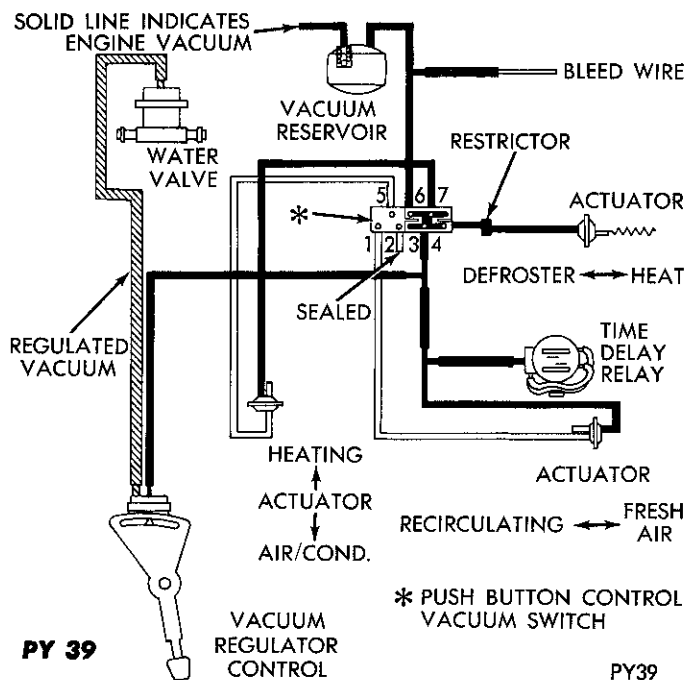 SOLID LINE INDICATES
ENGINE VACUUM
BLEED WIRE
VACUUM
RESERVOIR
WATER
VALVE
RESTRICTOR
5 6 7
*
ACTUATOR
1 2 3 4
DEFROSTER HEAT
SEALED
REGULATED
VACUUM
TIME
DELAY
RELAY
HEATING
ACTUATOR
AIR/COND.
ACTUATOR
RECIRCULATING FRESH
AIR
* PUSH BUTTON CONTROL
VACUUM SWITCH
VACUUM
REGULATOR
CONTROL
PY 39
PY39